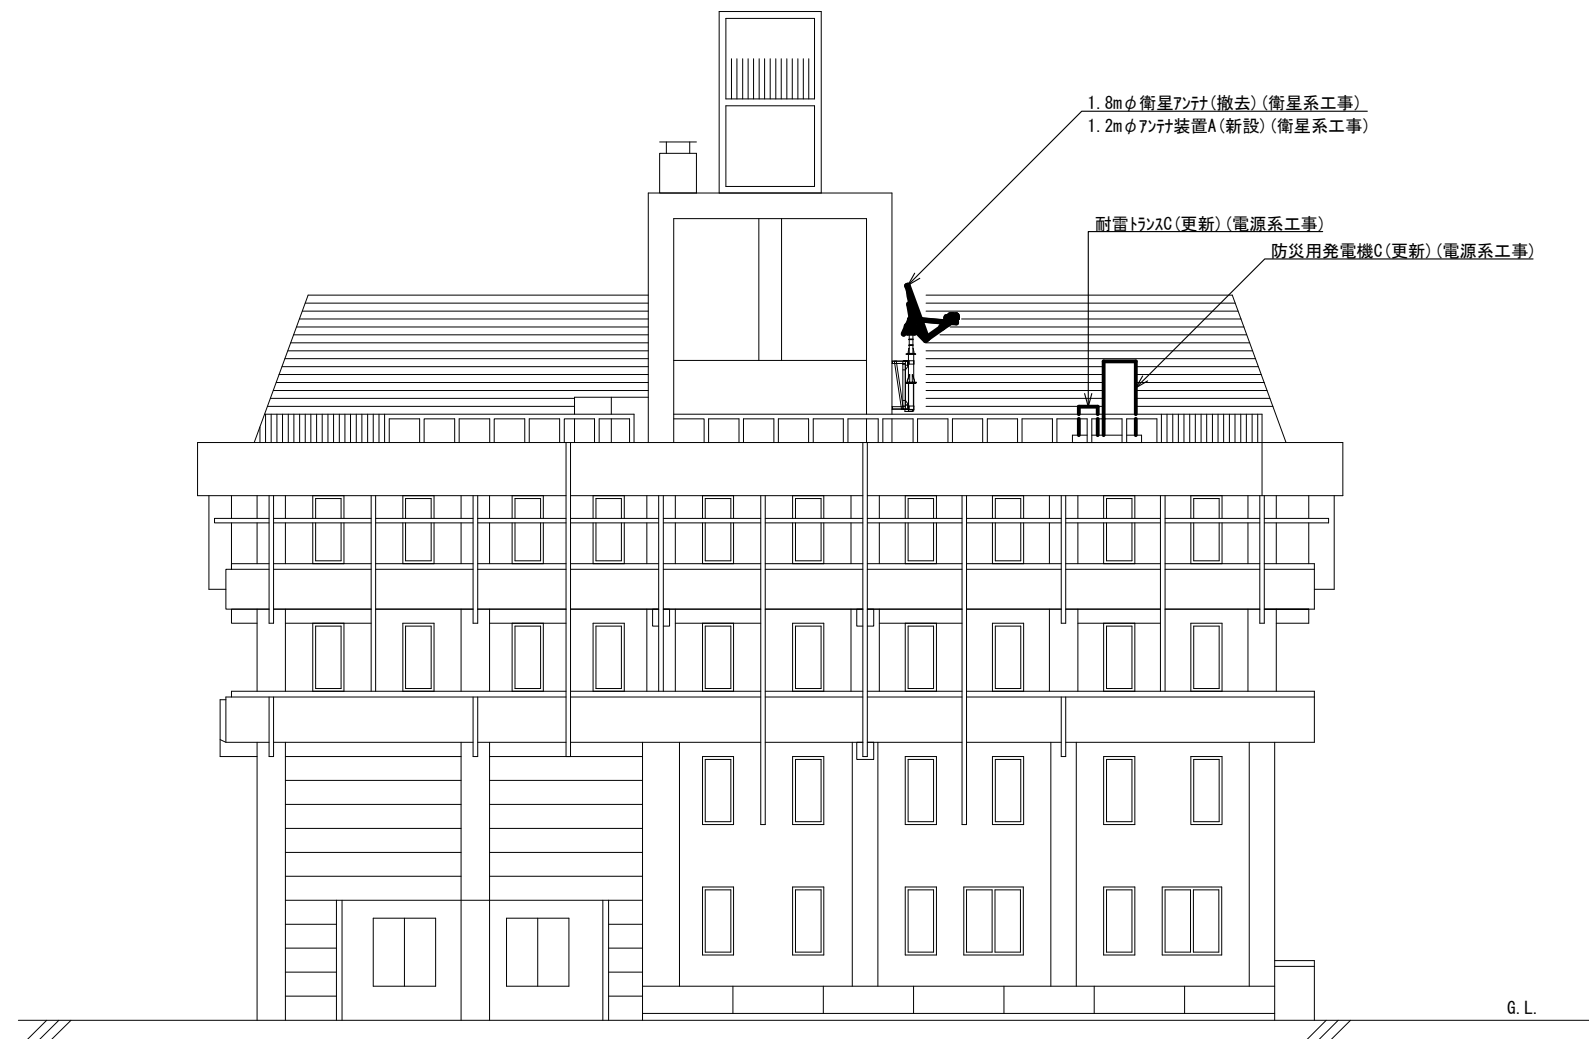 1.8mφ衛星ｱﾝﾃﾅ(撤去)(衛星系工事)
1.2mφｱﾝﾃﾅ装置A(新設)(衛星系工事)
耐雷ﾄﾗﾝｽC(更新)(電源系工事)
防災用発電機C(更新)(電源系工事)
G.L.